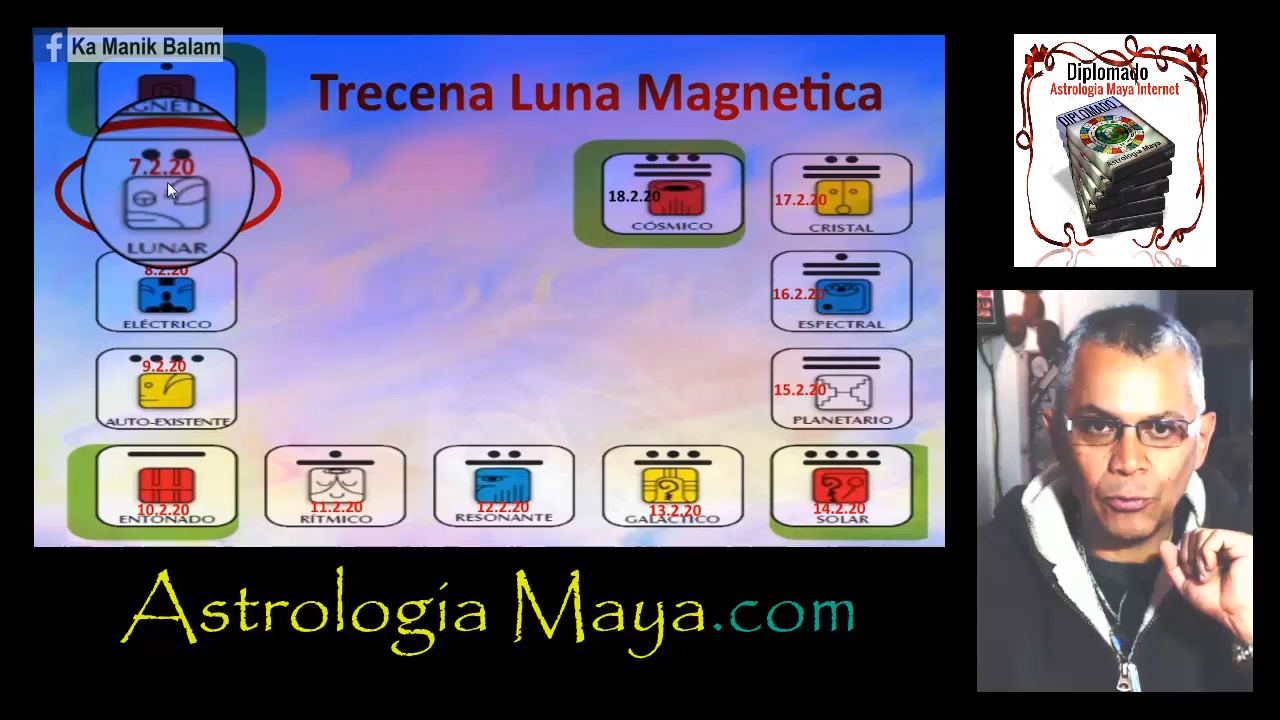 Ka Manik Balam
Trecena Luna Magnetica
7.2.20
LUNAR
8.2.20
ELÉCTRICO
9.2.20
AUTO-EXISTENTE
10.2.20
ENTONADO
11.2.20
RÍTMICO
12.2.20
RESONANTE
13.2.20
GALÁCTICO
14.2.20
SOLAR
15.2.20
PLANETARIO
16.2.20
ESPECTRAL
17.2.20
CRISTAL
18.2.20
CÓSMICO
Diplomado
Astrologia Maya Internet
DIPLOMADO
Astrologia Maya
Astrologia Maya.com